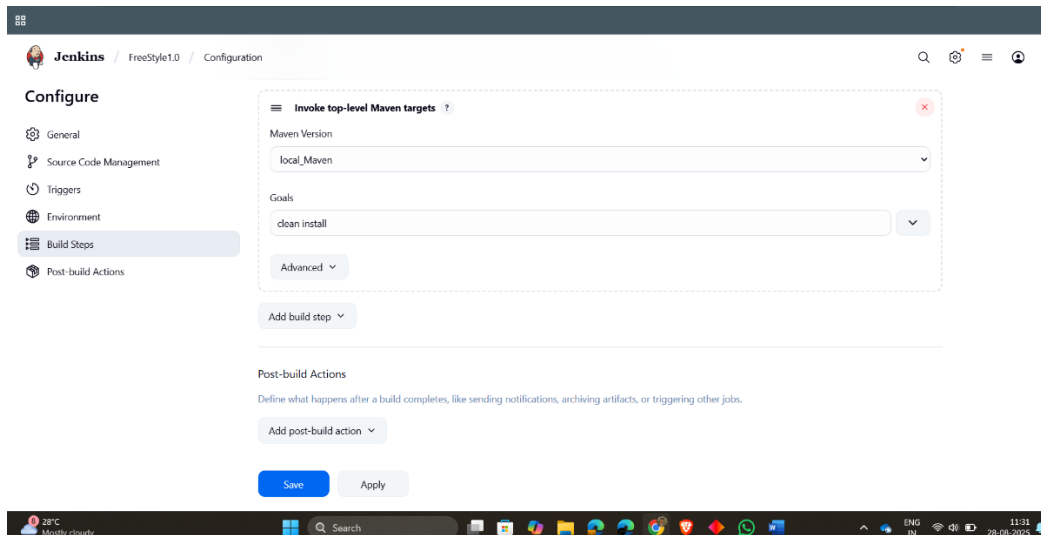 Jenkins / FreeStyle1.0 / Configuration
Configure
General
Source Code Management
Triggers
Environment
Build Steps
Post-build Actions
Invoke top-level Maven targets ?
Maven Version
local_Maven
Goals
clean install
Advanced
Add build step
Post-build Actions
Define what happens after a build completes, like sending notifications, archiving artifacts, or triggering other jobs.
Add post-build action
Save Apply
8
28°C
Mostly cloudy
Search
ENG
IN
11:31
28-08-2025